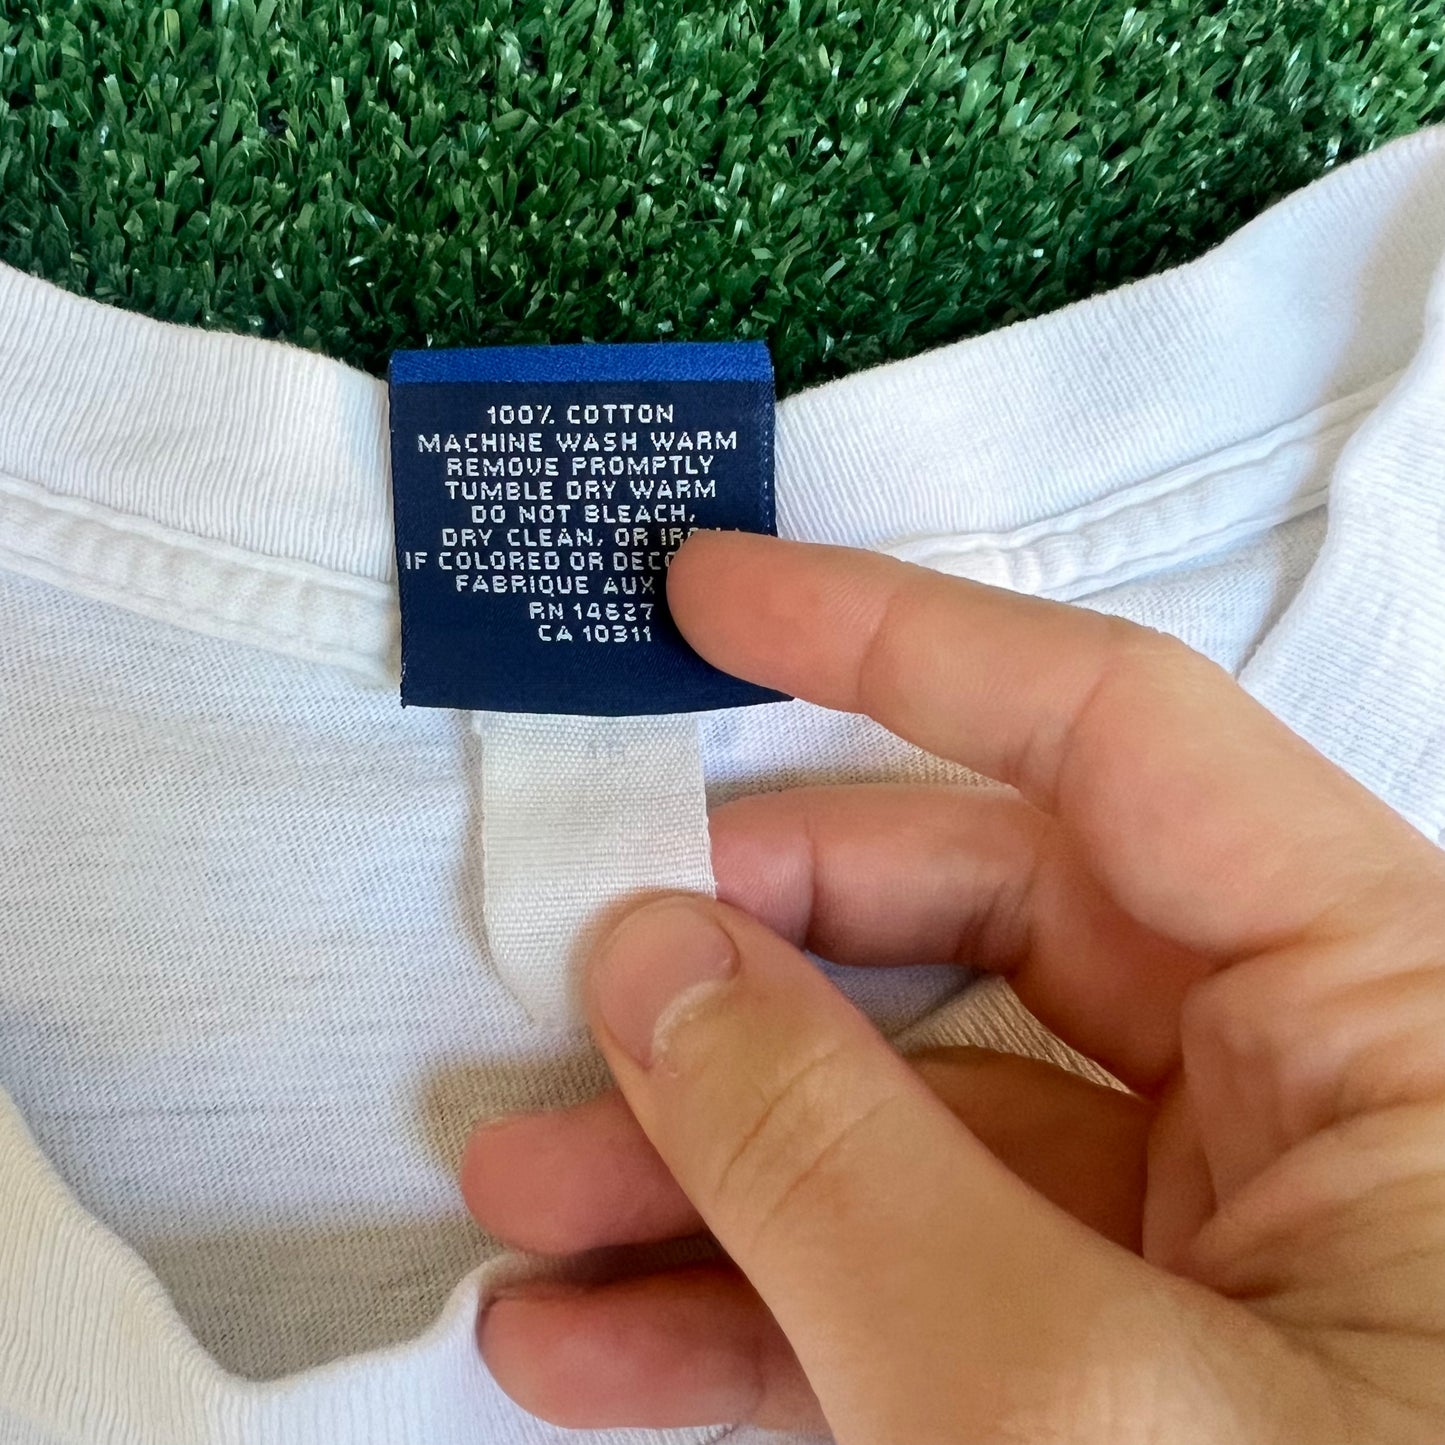 100% COTTON
MACHINE WASH WARM
REMOVE PROMPTLY
TUMBLE DRY WARM
DO NOT BLEACH,
DRY CLEAN, OR
IF COLORED OR
FABRIQUE AUX
RN 14627
CA 10311